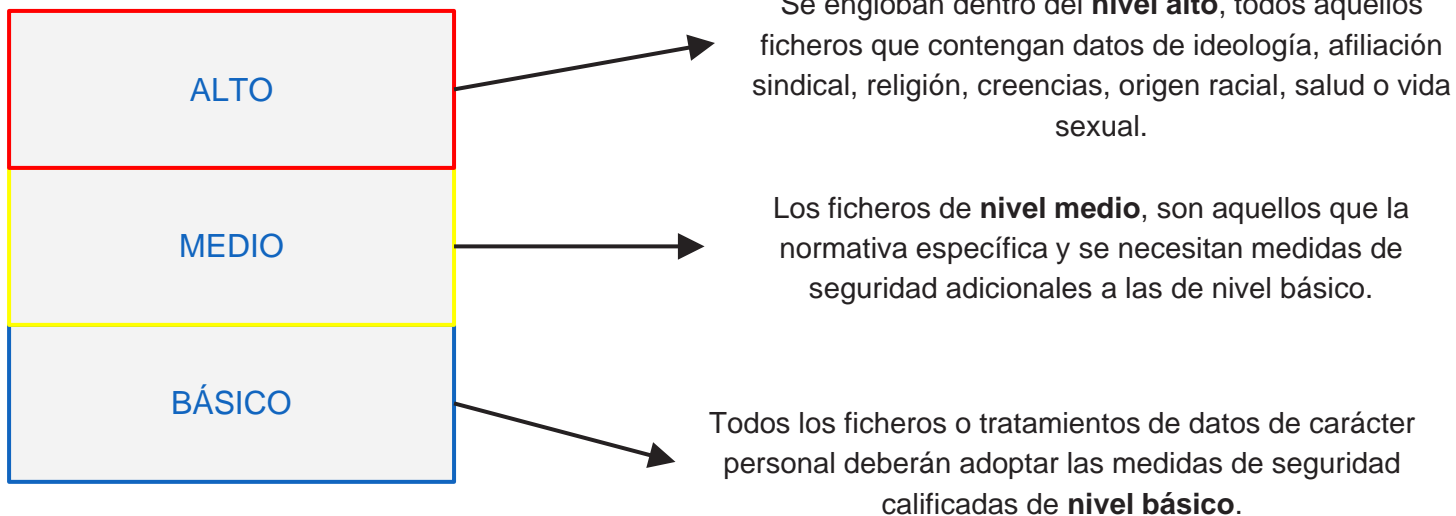 ALTO
Se engloban dentro del nivel alto, todos aquellos
ficheros que contengan datos de ideología, afiliación
sindical, religión, creencias, origen racial, salud o vida
sexual.
MEDIO
Los ficheros de nivel medio, son aquellos que la
normativa específica y se necesitan medidas de
seguridad adicionales a las de nivel básico.
BÁSICO
Todos los ficheros o tratamientos de datos de carácter
personal deberán adoptar las medidas de seguridad
calificadas de nivel básico.